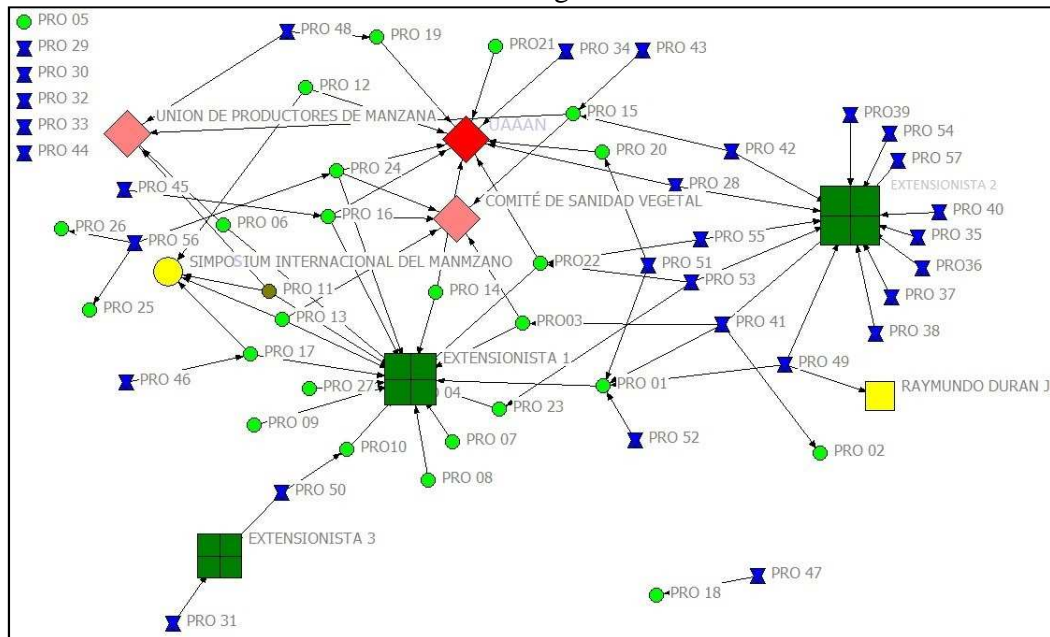 PRO 05
PRO 29
PRO 30
PRO 32
PRO 33
PRO 44
PRO 48
PRO 19
PRO21
PRO 34
PRO 43
PRO 12
UNION DE PRODUCTORES DE MANZANA
UAAAN
PRO 15
PRO39
PRO 54
PRO 57
PRO 20
PRO 42
PRO 24
PRO 45
PRO 28
EXTENSIONISTA 2
COMITÉ DE SANIDAD VEGETAL
PRO 16
PRO 06
PRO 40
PRO 26
PRO 56
PRO 55
PRO 35
SIMPOSIUM INTERNACIONAL DEL MANMZANO
PRO22
PRO 51
PRO36
PRO 53
PRO 11
PRO 14
PRO 37
PRO 25
PRO 13
PRO03
PRO 41
PRO 38
PRO 17
EXTENSIONISTA 1
PRO 49
PRO 46
PRO 27
04
PRO 01
RAYMUNDO DURAN J
PRO 23
PRO 09
PRO10
PRO 07
PRO 52
PRO 02
PRO 08
PRO 50
EXTENSIONISTA 3
PRO 47
PRO 18
PRO 31